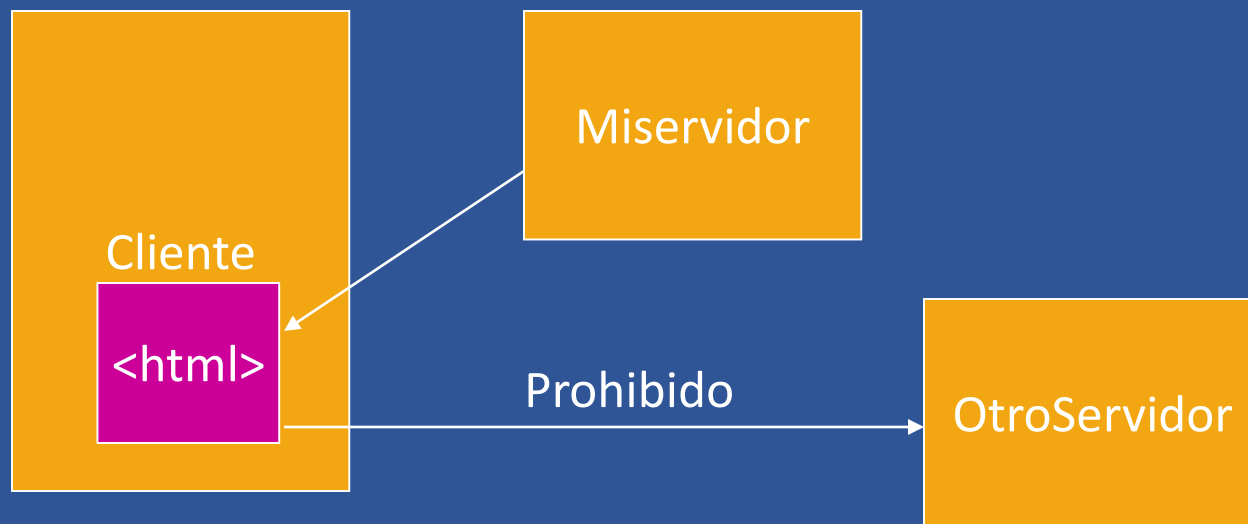 Miservidor
Cliente
<html>
Prohibido
OtroServidor